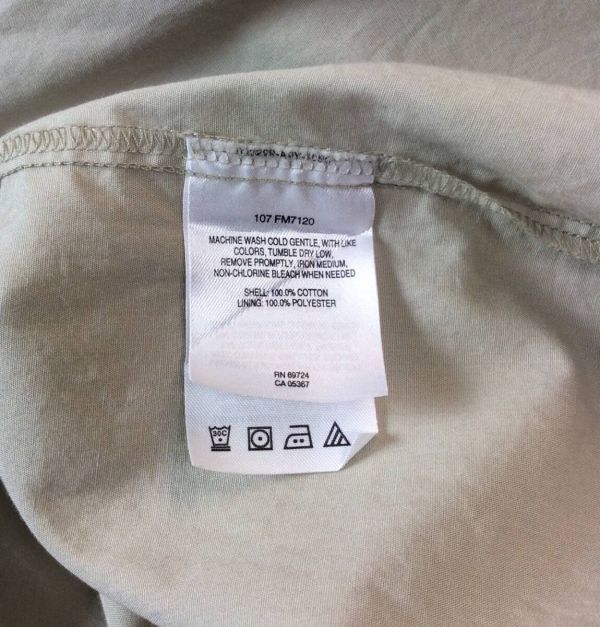 107 FM7120
MACHINE WASH COLD GENTLE, WITH LIKE
COLORS, TUMBLE DRY LOW,
REMOVE PROMPTLY, IRON MEDIUM,
NON-CHLORINE BLEACH WHEN NEEDED
SHELL: 100.0% COTTON
LINING: 100.0% POLYESTER
RN 69724
CA 05367
30C